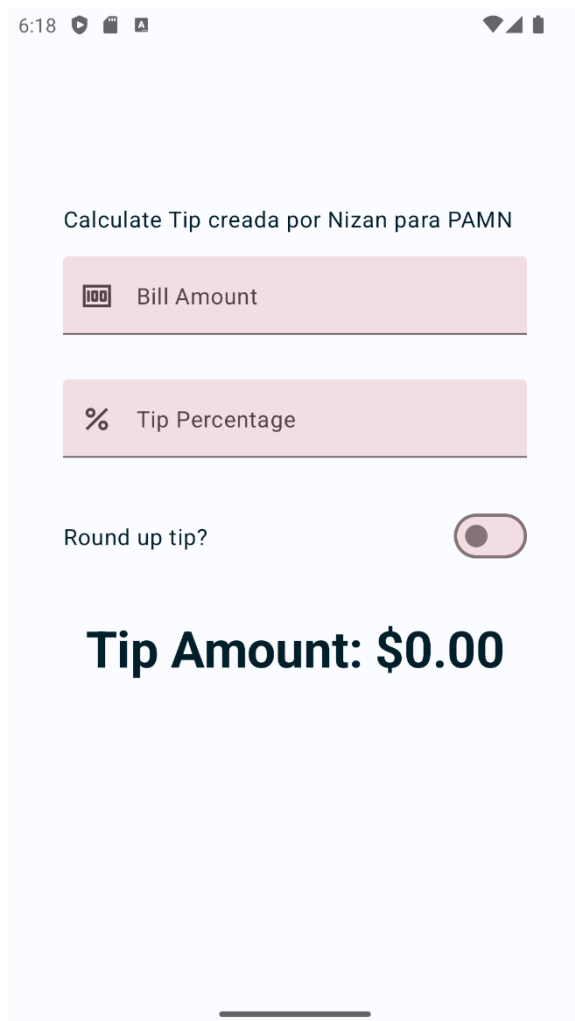 6:18
Calculate Tip creada por Nizan para PAMN
Bill Amount
% Tip Percentage
Round up tip?
Tip Amount: $0.00